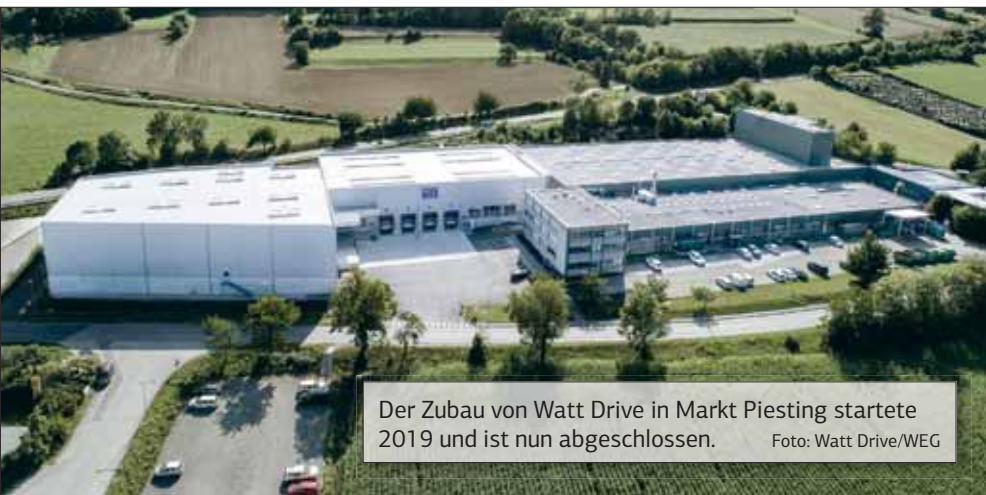 Der Zubau von Watt Drive in Markt Piesting startete
2019 und ist nun abgeschlossen. Foto: Watt Drive/WEG